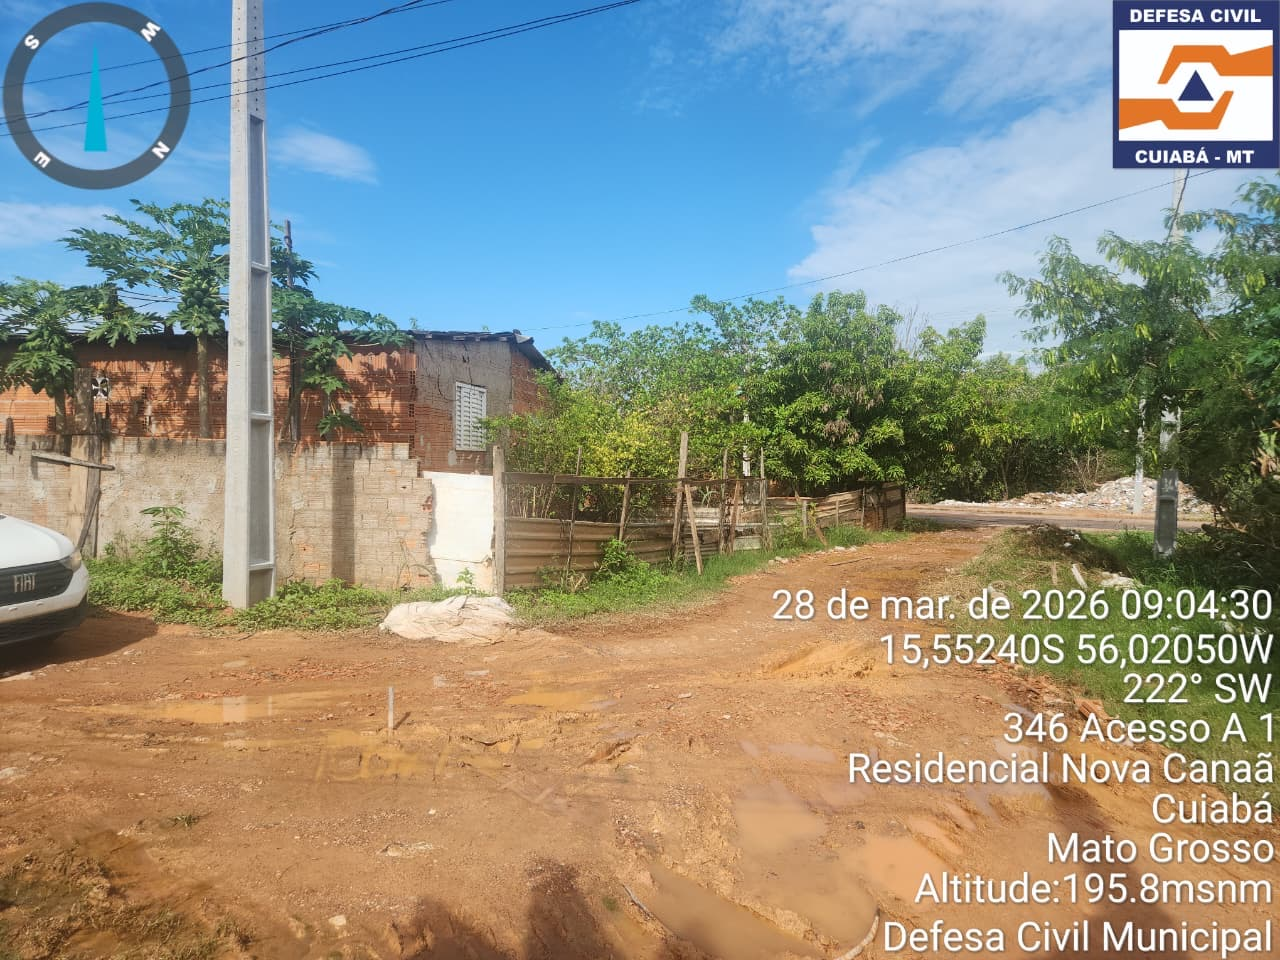 S W
E N
DEFESA CIVIL
CUIABÁ - MT
FIAT
28 de mar. de 2026 09:04:30
15,55240S 56,02050W
222° SW
346 Acesso A 1
Residencial Nova Canaã
Cuiabá
Mato Grosso
Altitude:195.8msnm
Defesa Civil Municipal